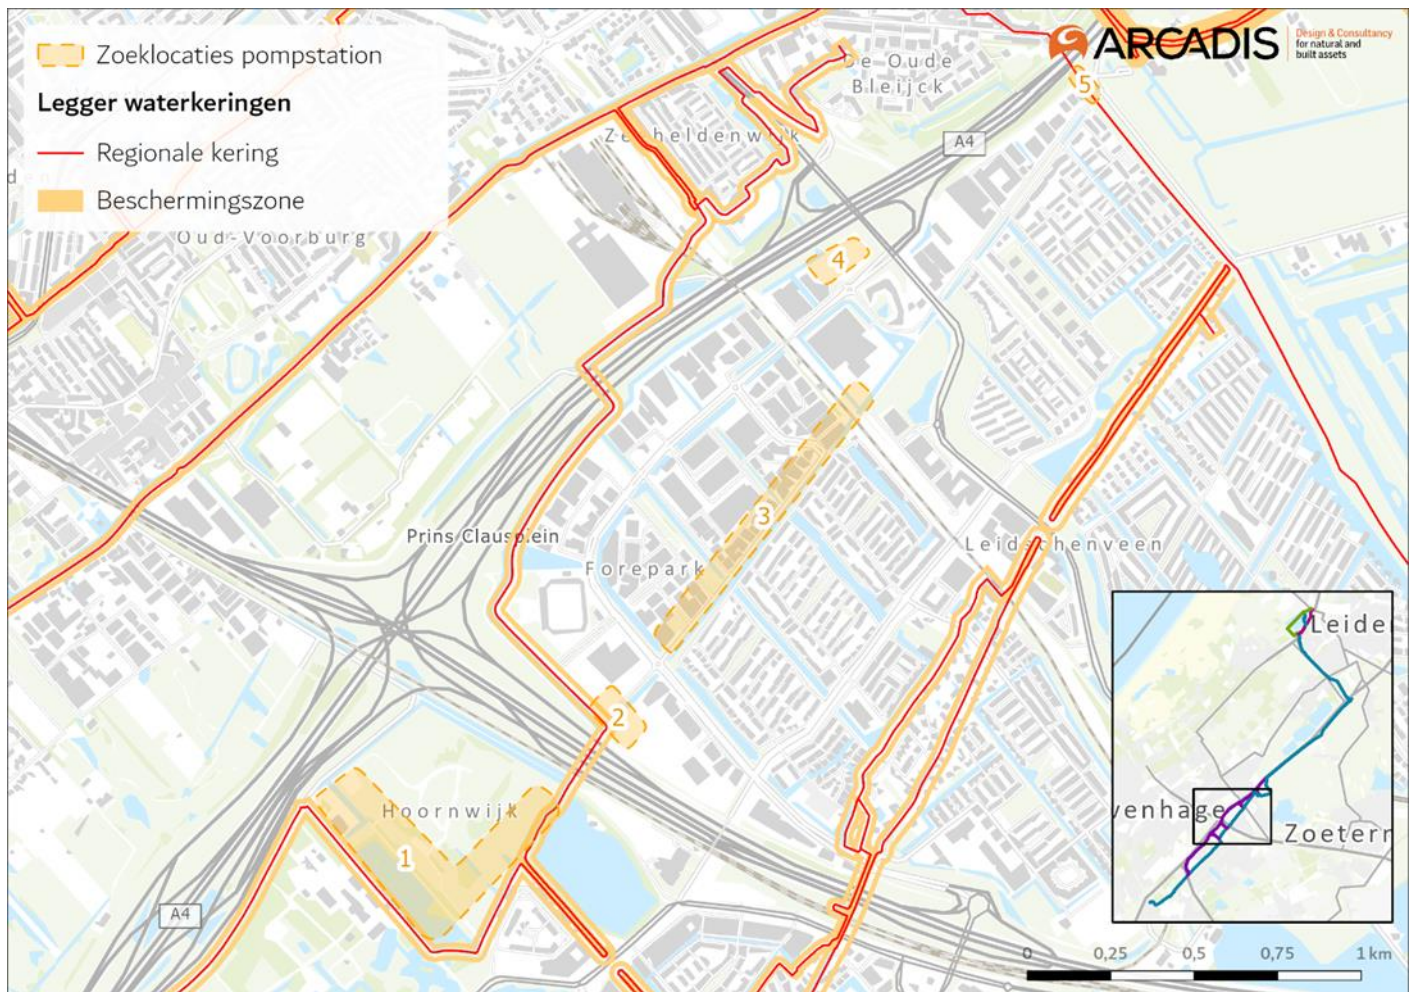 Zoeklocaties pompstation
Legger waterkeringen
Regionale kering
Beschermingszone
ARCADIS
Design & Consultancy
for natural and
built assets
De Oude
Bleijck
5
A4
Oud-Voorburg
4
Prins Clausplein
Forepark
3
Leidschenveen
2
Hoornwijk
1
A4
Leiden
venhage
Zoeterm
0 0,25 0,5 0,75 1 km